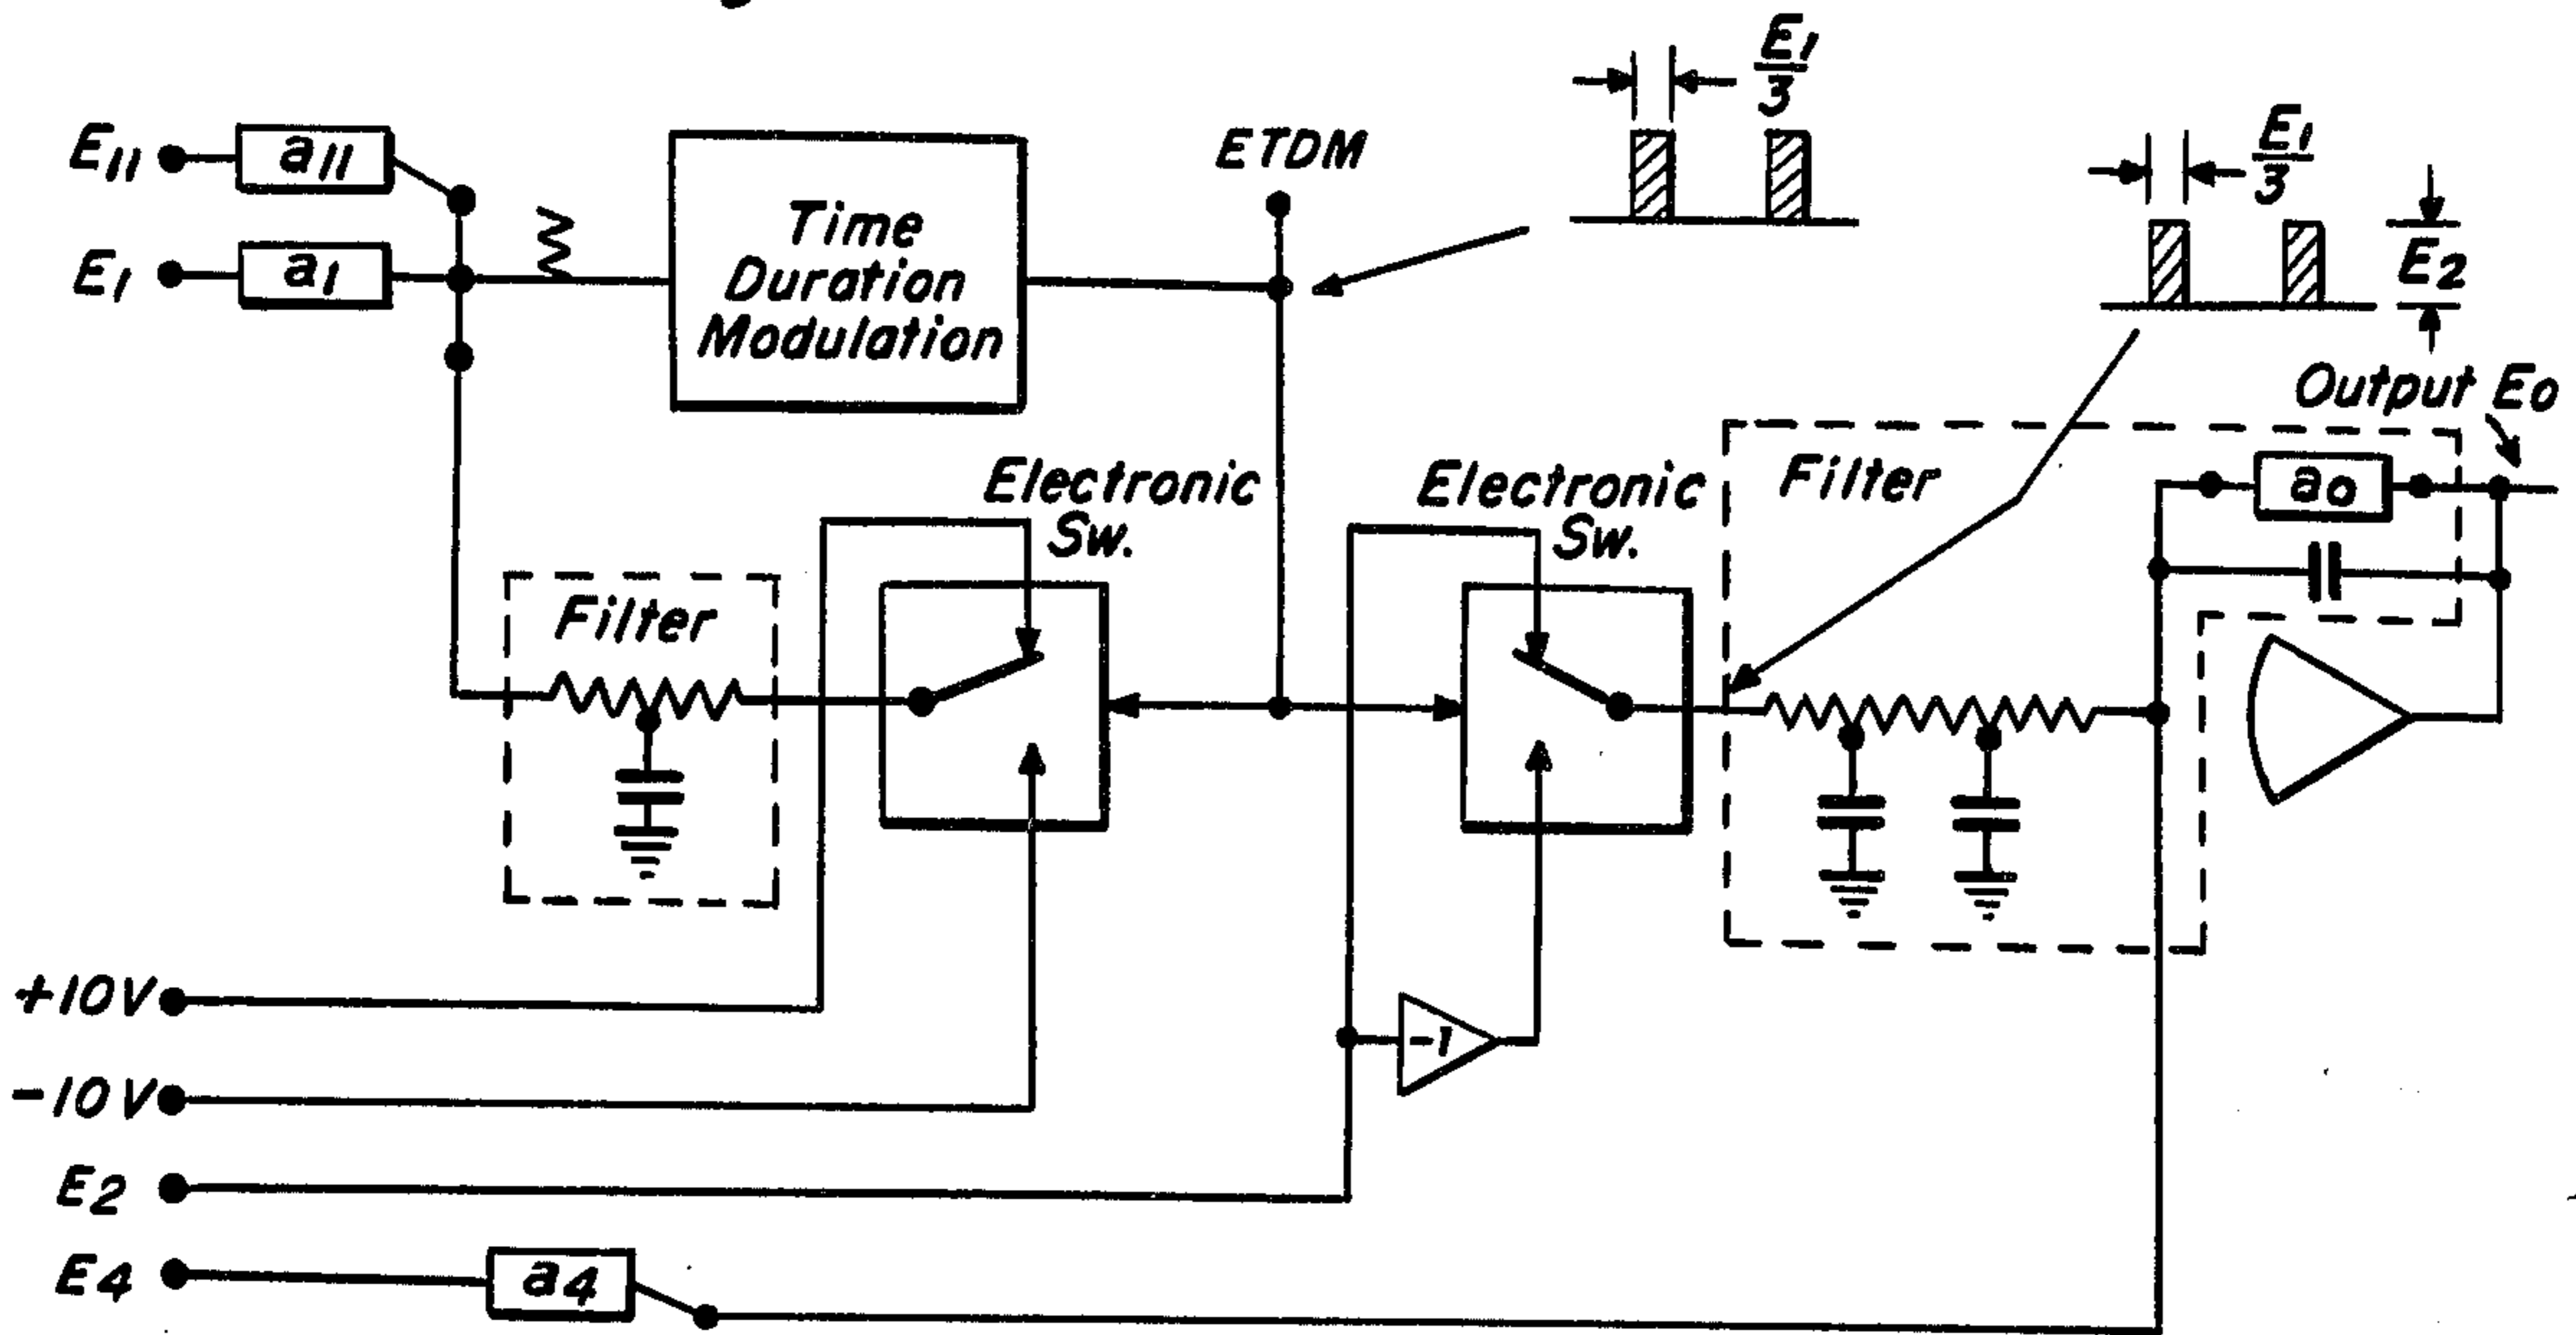 E1
3
E11
a11
ETDM
E1
3
E1
a1
Time
Duration
Modulation
E2
Output E0
Electronic
Sw.
Electronic
Sw.
Filter
a0
Filter
+10V
-1
-10V
E2
E4
a4